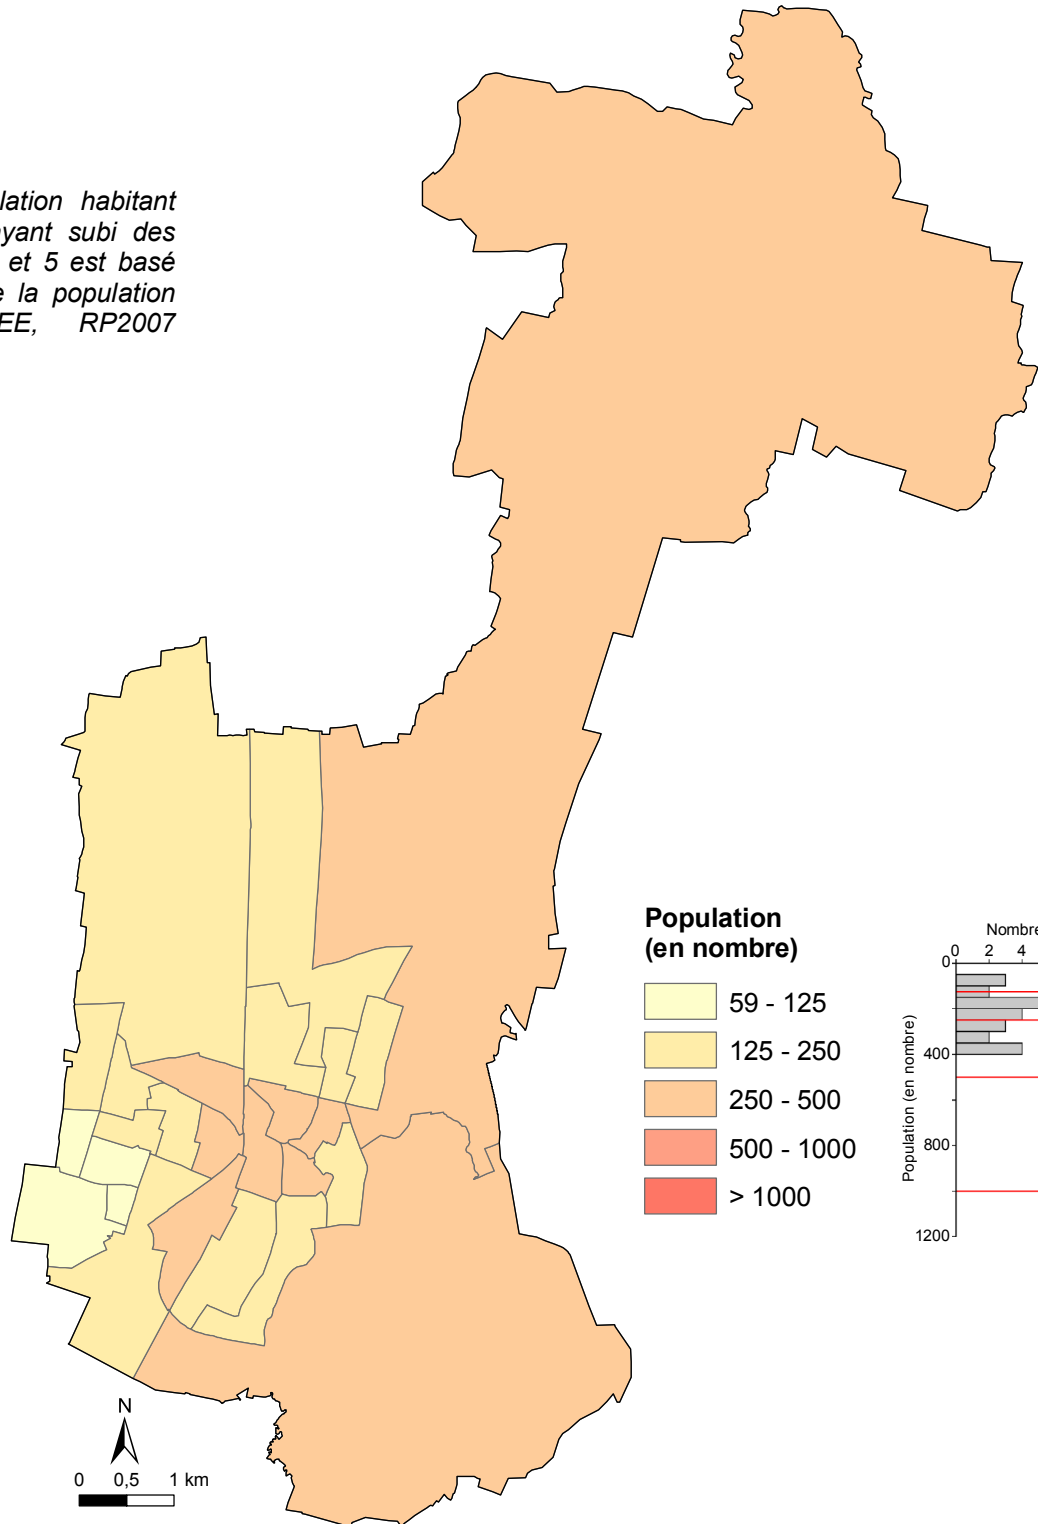 lation habitant
yant subi des
et 5 est basé
e la population
EE, RP2007
Population
(en nombre)
59 - 125
125 - 250
250 - 500
500 - 1000
> 1000
Nombre
0 2 4
0
400
800
1200
Population (en nombre)
N
0 0,5 1 km